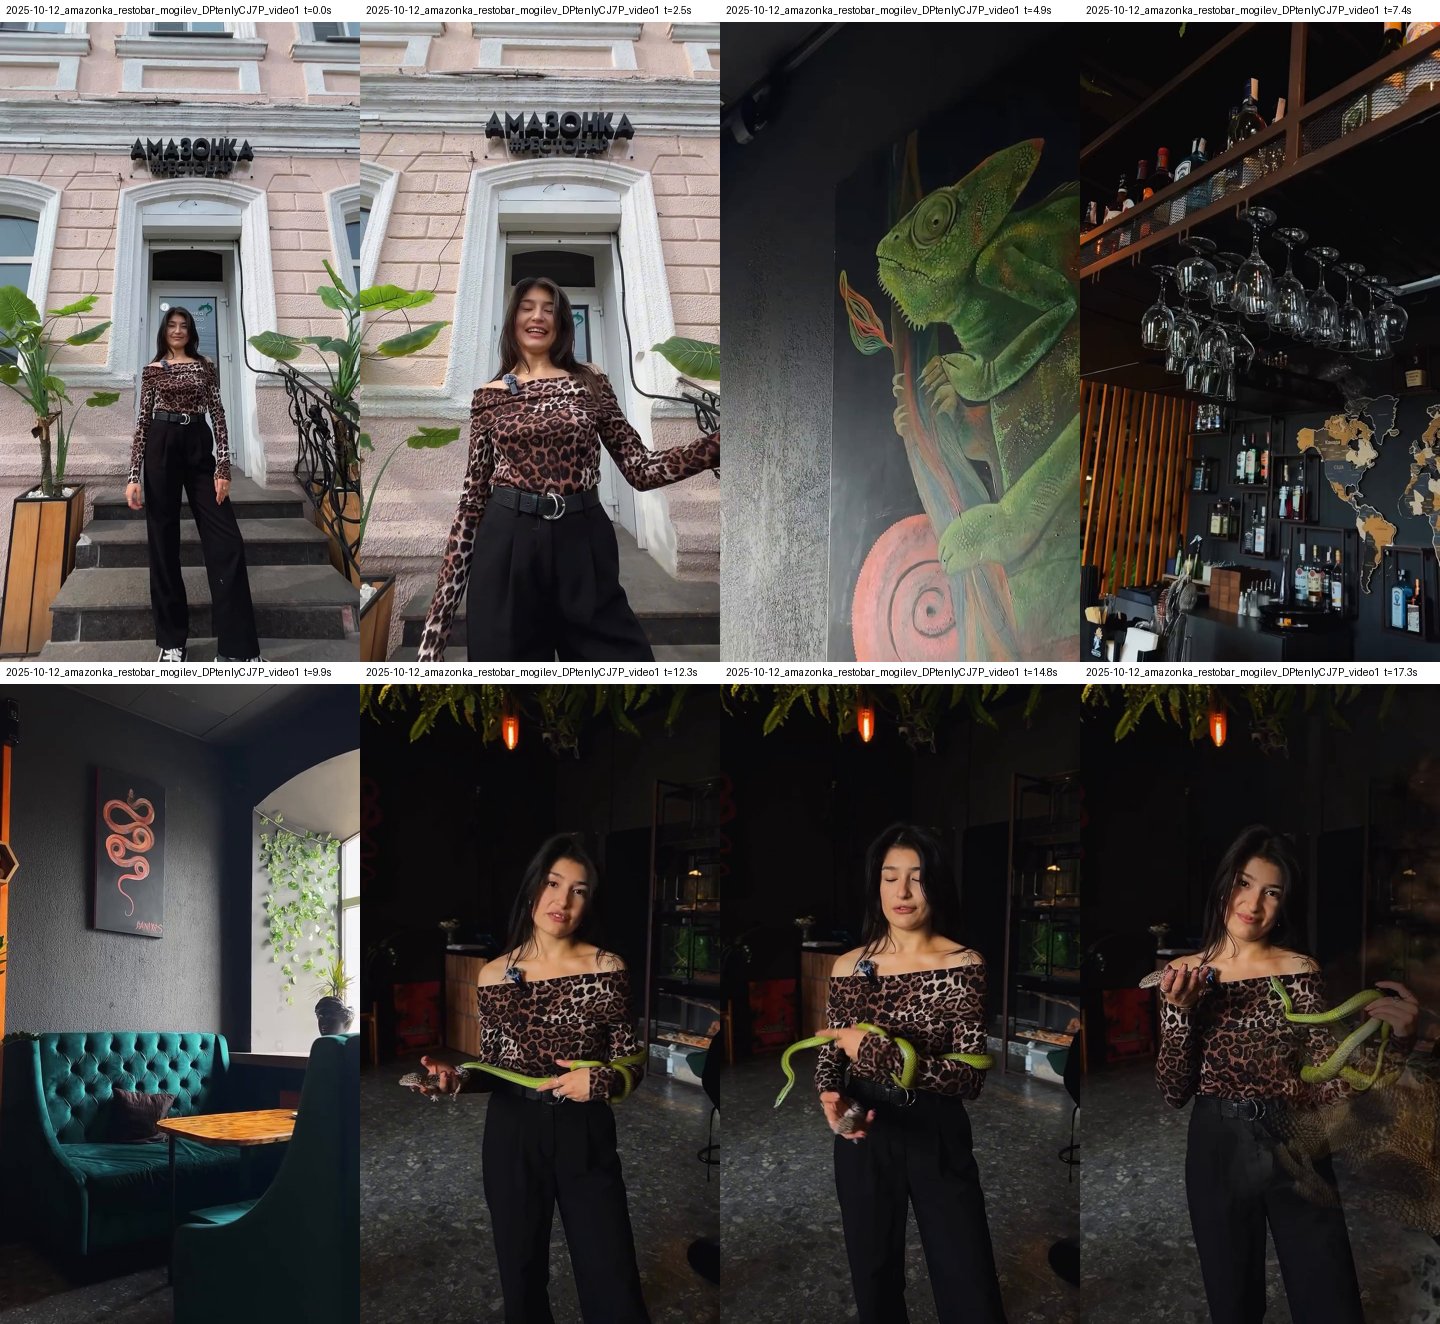 2025-10-12_amazonka_restobar_mogilev_DPtenlyCJ7P_video1 t=0.0s
2025-10-12_amazonka_restobar_mogilev_DPtenlyCJ7P_video1 t=2.5s
2025-10-12_amazonka_restobar_mogilev_DPtenlyCJ7P_video1 t=4.9s
2025-10-12_amazonka_restobar_mogilev_DPtenlyCJ7P_video1 t=7.4s
АМАЗОНКА
#РЕСТОБАР
АМАЗОНКА
#РЕСТОБАР
2025-10-12_amazonka_restobar_mogilev_DPtenlyCJ7P_video1 t=9.9s
2025-10-12_amazonka_restobar_mogilev_DPtenlyCJ7P_video1 t=12.3s
2025-10-12_amazonka_restobar_mogilev_DPtenlyCJ7P_video1 t=14.8s
2025-10-12_amazonka_restobar_mogilev_DPtenlyCJ7P_video1 t=17.3s